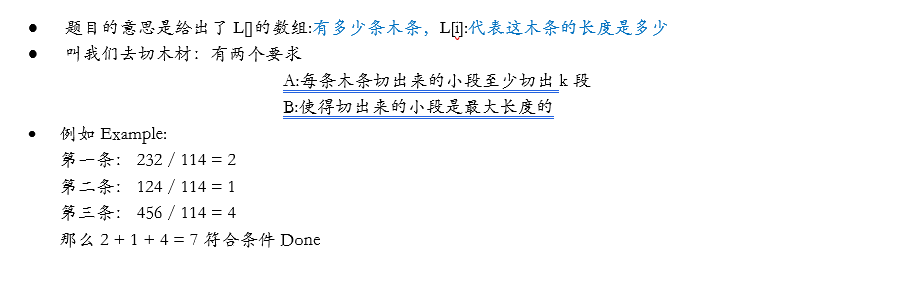 ● 题目的意思是给出了 L[]的数组:有多少条木条，L[i]:代表这木条的长度是多少
● 叫我们去切木材：有两个要求
A:每条木条切出来的小段至少切出 k 段
B:使得切出来的小段是最大长度的
● 例如 Example:
第一条： 232 / 114 = 2
第二条： 124 / 114 = 1
第三条： 456 / 114 = 4
那么 2 + 1 + 4 = 7 符合条件 Done